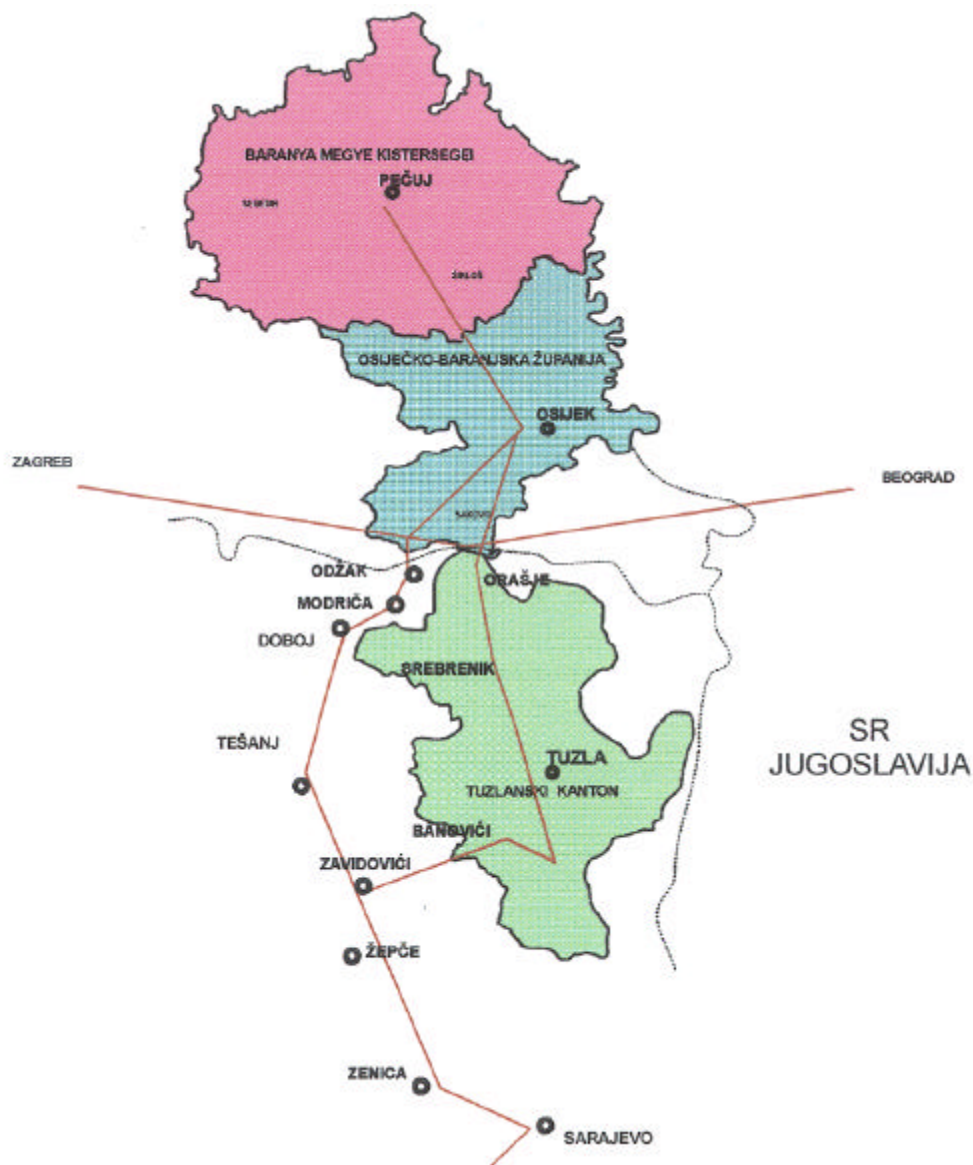 BARANYA MEGYE KISTERSEGEI
PEČUJ
OSIJEČKO-BARANJSKA ŽUPANIJA
OSIJEK
ZAGREB
BEOGRAD
ODŽAK
ORAŠJE
MODRIČA
DOBOJ
SREBRENIK
TEŠANJ
SR
JUGOSLAVIJA
TUZLA
TUZLANSKI KANTON
BANOVIĆI
ZAVIDOVIĆI
ŽEPČE
ZENICA
SARAJEVO